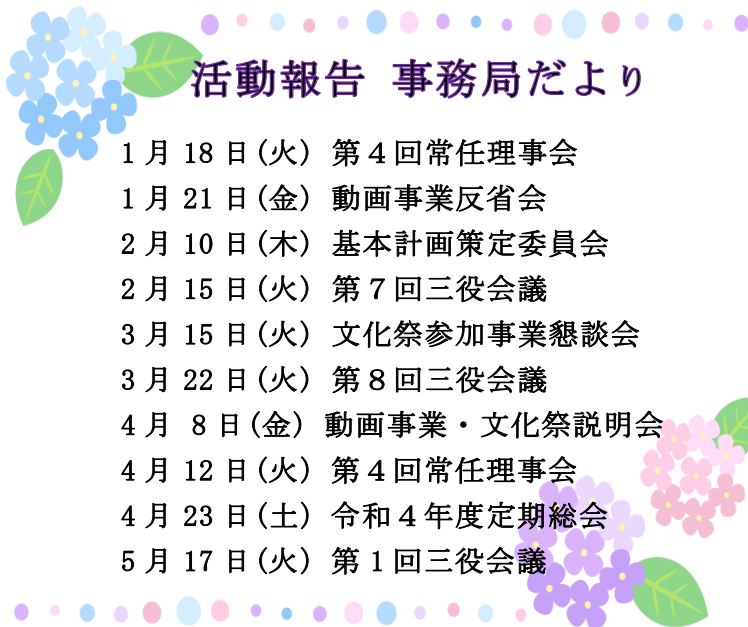 活動報告 事務局だより
1月18日(火) 第4回常任理事会
1月21日(金) 動画事業反省会
2月10日(木) 基本計画策定委員会
2月15日(火) 第7回三役会議
3月15日(火) 文化祭参加事業懇談会
3月22日(火) 第8回三役会議
4月 8日(金) 動画事業・文化祭説明会
4月12日(火) 第4回常任理事会
4月23日(土) 令和4年度定期総会
5月17日(火) 第1回三役会議